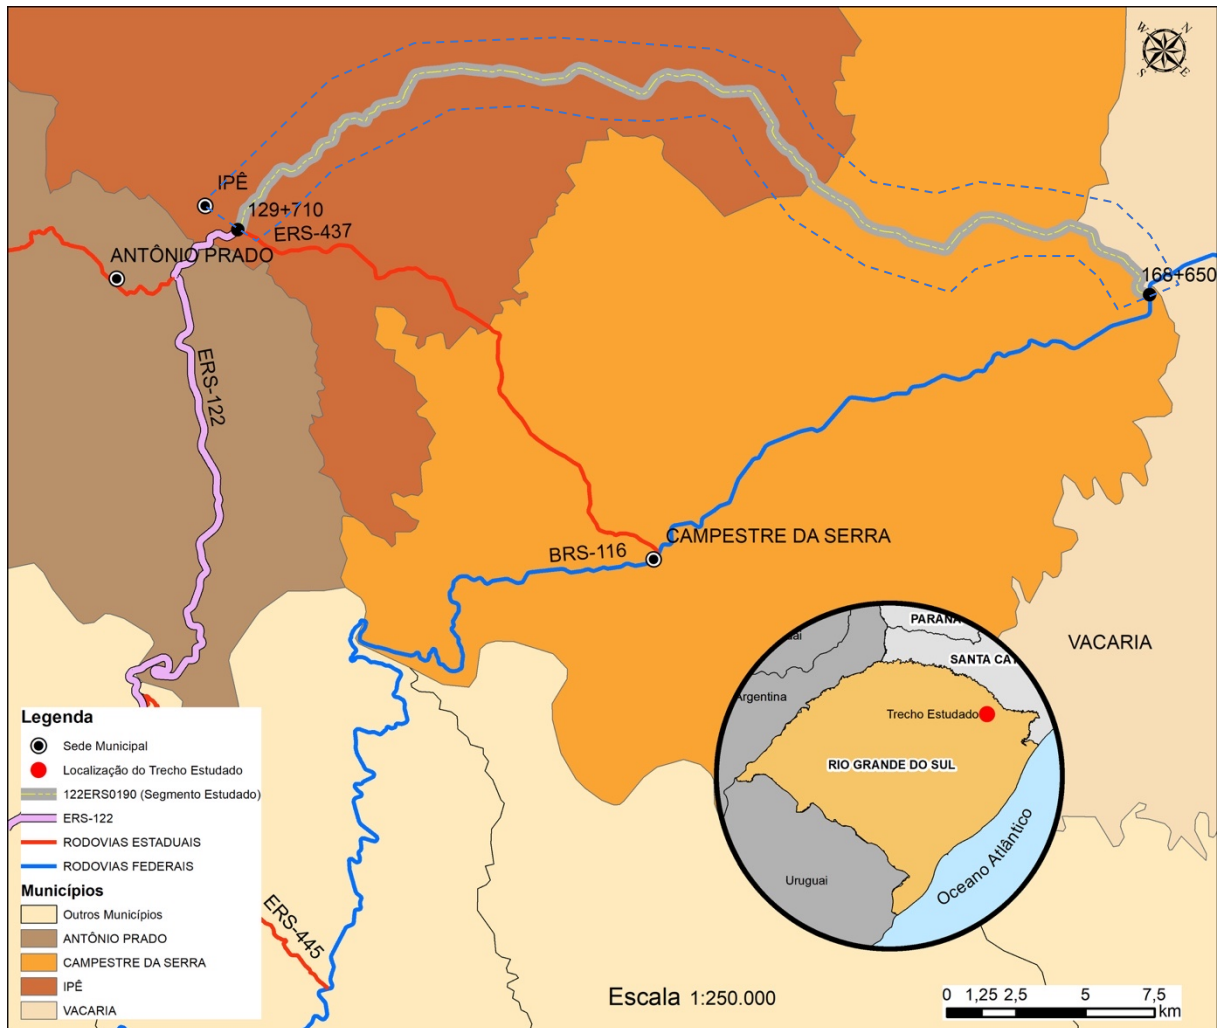 W N
S E
IPÊ
129+710
ERS-437
ANTÔNIO PRADO
168+650
ERS-122
CAMPESTRE DA SERRA
BRS-116
VACARIA
PARANÁ
SANTA CAT
Argentina
Trecho Estudado
RIO GRANDE DO SUL
Oceano Atlântico
Uruguai
Legenda
Sede Municipal
Localização do Trecho Estudado
122ERS0190 (Segmento Estudado)
ERS-122
RODOVIAS ESTADUAIS
RODOVIAS FEDERAIS
Municípios
Outros Municípios
ANTÔNIO PRADO
CAMPESTRE DA SERRA
IPÊ
VACARIA
ERS-445
Escala 1:250.000
0 1,25 2,5 5 7,5
km